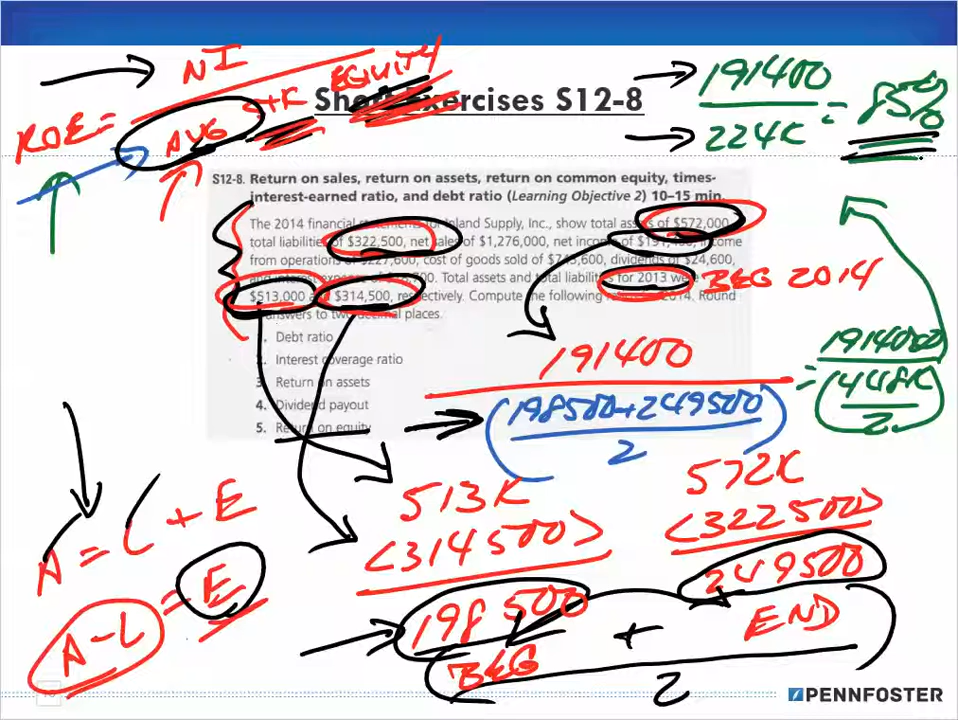 NI
ROE =
AVG
STK
EQUITY
Short Exercises S12-8
191400
224K
= 85%
S12-8. Return on sales, return on assets, return on common equity, times-
interest-earned ratio, and debt ratio (Learning Objective 2) 10–15 min.
The 2014 financial statements for Inland Supply, Inc., show total assets of $572,000,
total liabilities of $322,500, net sales of $1,276,000, net income of $191,400, income
from operations of $227,600, cost of goods sold of dividends of $24,600,
and interest expense of Total assets and total liabilities for 2013 were
$513,000 and $314,500, respectively. Compute the following 2014. Round
answers to two decimal places.
BEG 2014
1. Debt ratio
2. Interest coverage ratio
3. Return on assets
4. Dividend payout
5. Return on equity
191400
(198500+249500)
2
=
191400
(448K)
2
A = L + E
A-L = E
513K
<314500>
198500
BEG
+
572K
<322500>
249500
END
2
PENNFOSTER